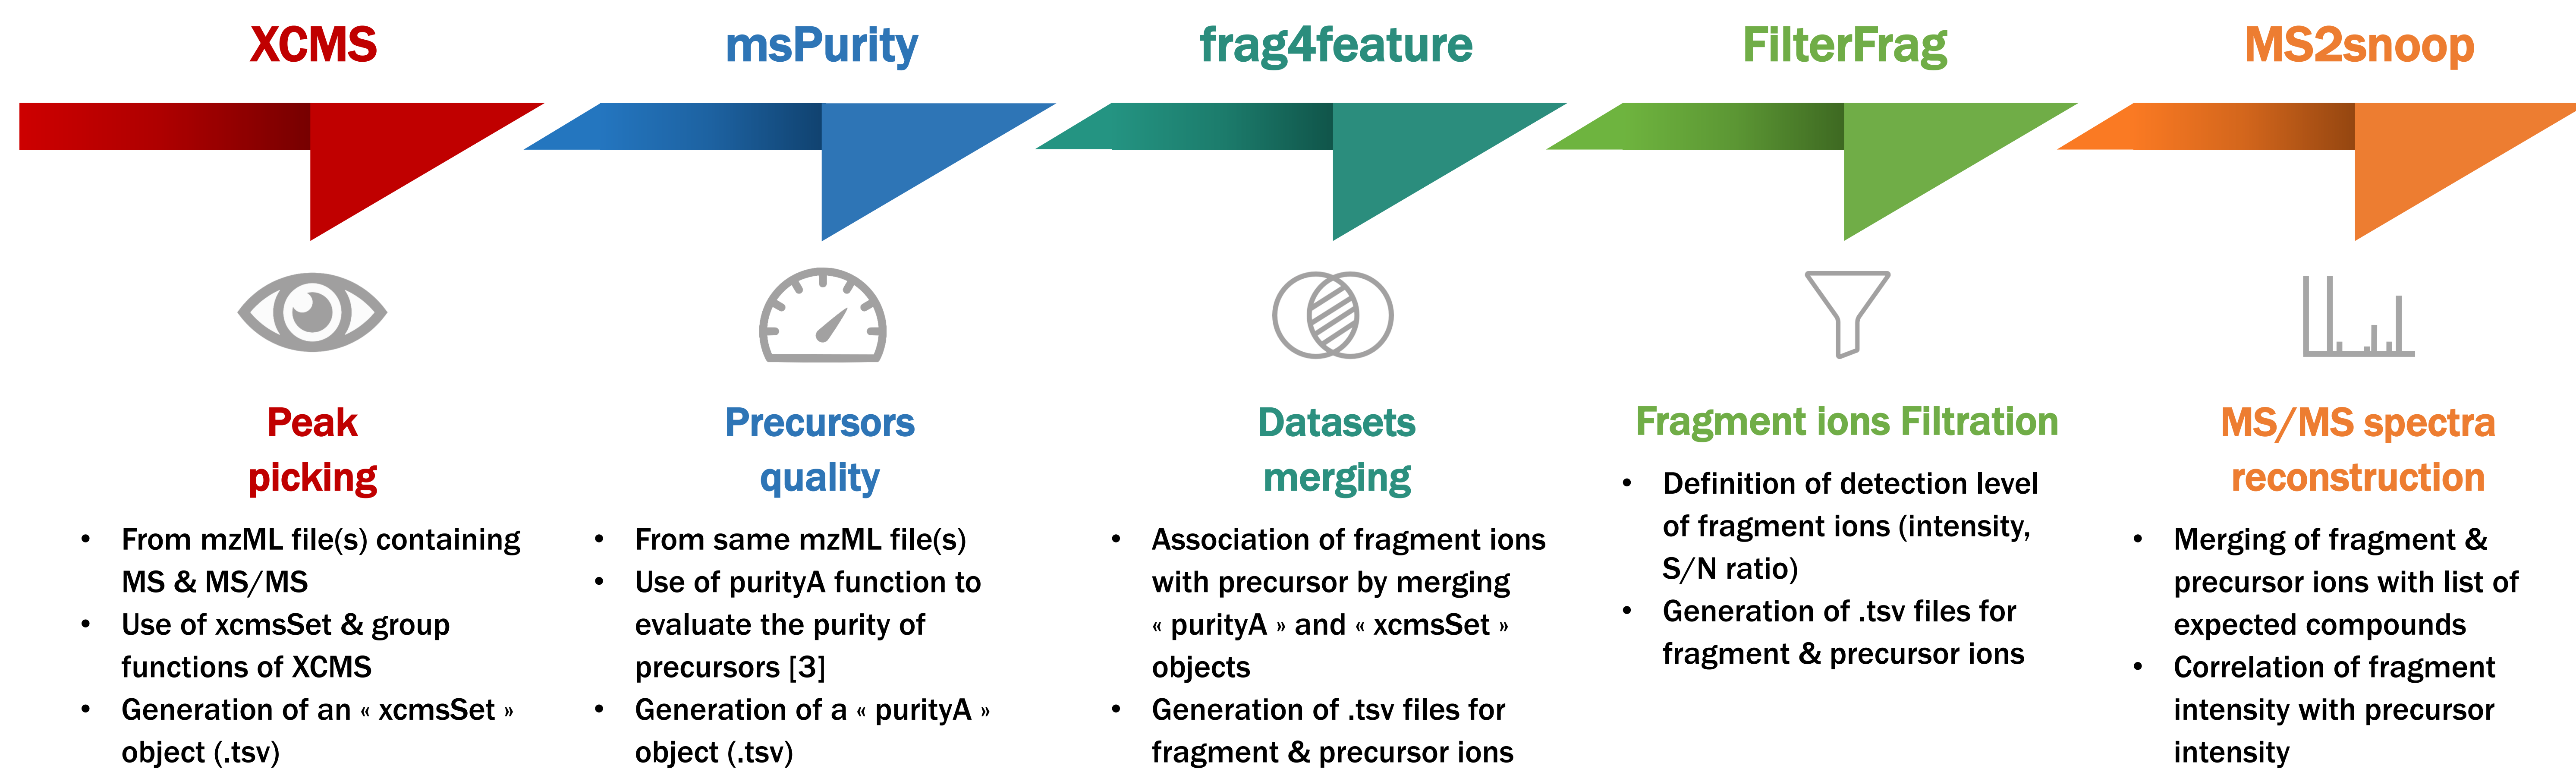 XCMS
msPurity
frag4feature
FilterFrag
MS2snoop
Peak
picking
• From mzML file(s) containing
MS & MS/MS
• Use of xcmsSet & group
functions of XCMS
• Generation of an « xcmsSet »
object (.tsv)
Precursors
quality
• From same mzML file(s)
• Use of purityA function to
evaluate the purity of
precursors [3]
• Generation of a « purityA »
object (.tsv)
Datasets
merging
• Association of fragment ions
with precursor by merging
« purityA » and « xcmsSet »
objects
• Generation of .tsv files for
fragment & precursor ions
Fragment ions Filtration
• Definition of detection level
of fragment ions (intensity,
S/N ratio)
• Generation of .tsv files for
fragment & precursor ions
MS/MS spectra
reconstruction
• Merging of fragment &
precursor ions with list of
expected compounds
• Correlation of fragment
intensity with precursor
intensity